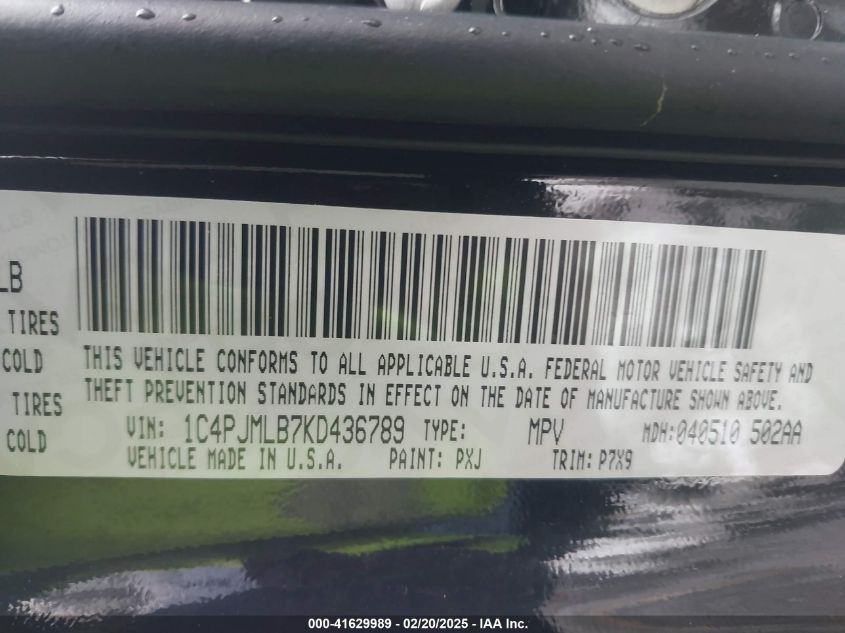 LB
TIRES
COLD
TIRES
COLD
THIS VEHICLE CONFORMS TO ALL APPLICABLE U.S.A. FEDERAL MOTOR VEHICLE SAFETY AND
THEFT PREVENTION STANDARDS IN EFFECT ON THE DATE OF MANUFACTURE SHOWN ABOVE.
VIN: 1C4PJMLB7KD436789 TYPE: MPV MDH:040510 502AA
VEHICLE MADE IN U.S.A. PAINT: PXJ TRIM: P7X9
000-41629989 - 02/20/2025 - IAA Inc.